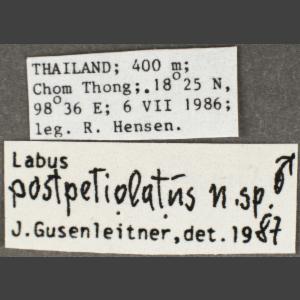 THAILAND; 400 m;
Chom Thong;.18°25 N,
98°36 E; 6 VII 1986;
leg. R. Hensen.
Labus ♂
postpetiolatus n.sp.
J.Gusenleitner,det.1987